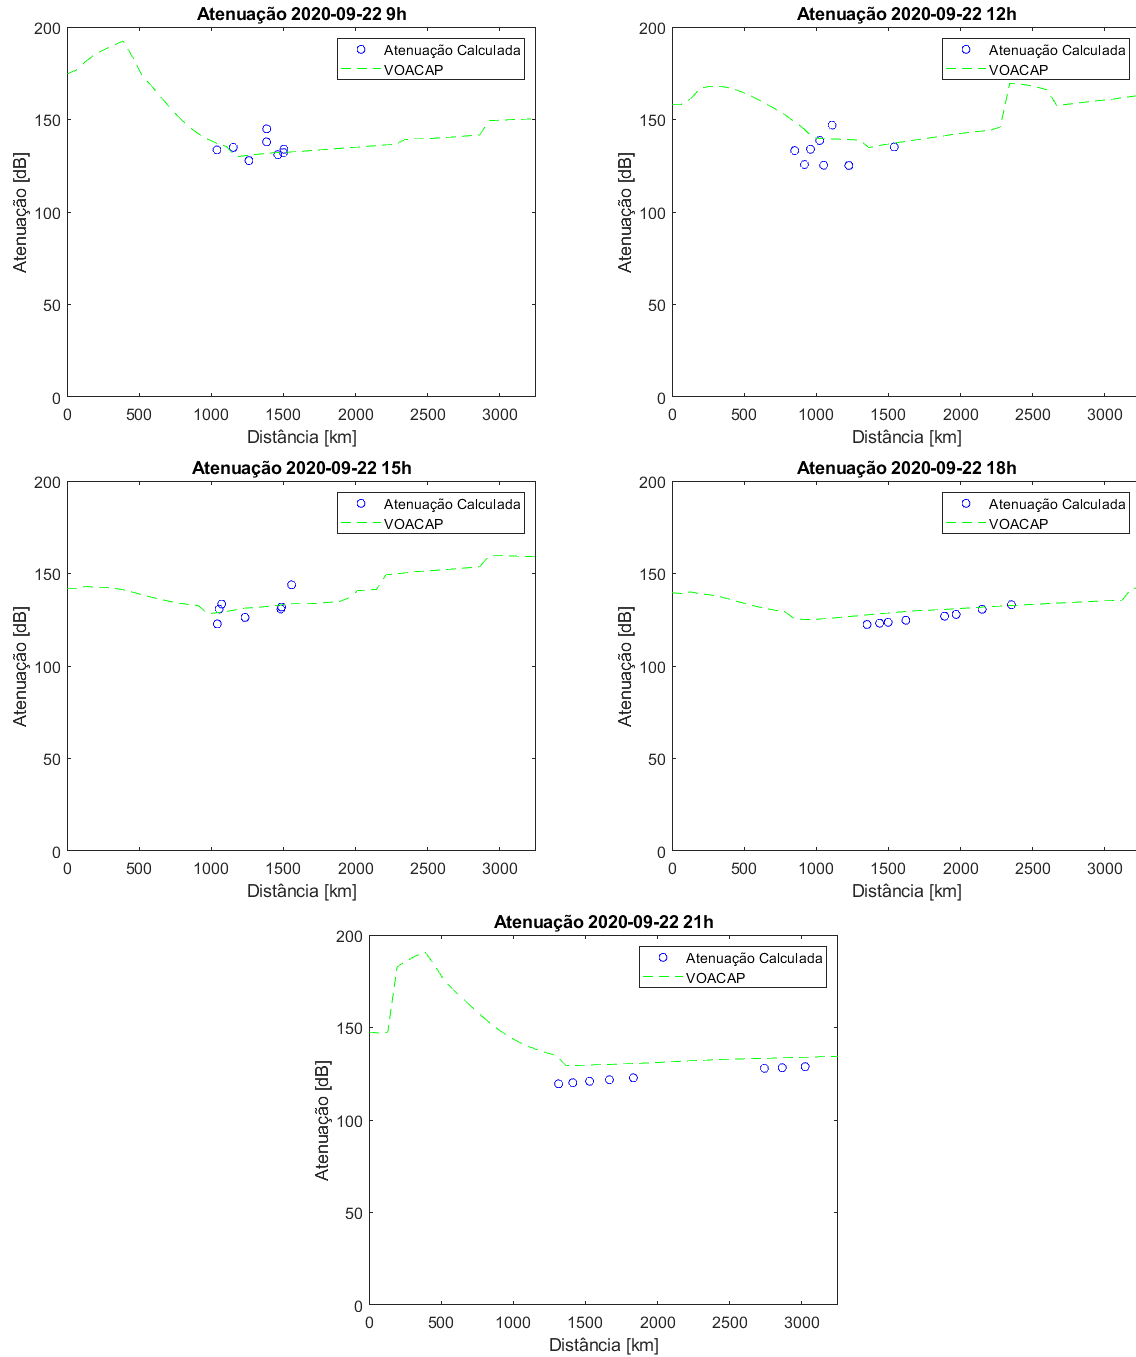 Atenuação 2020-09-22 9h
200
150
100
50
0
Atenuação [dB]
Atenuação Calculada
VOACAP
0 500 1000 1500 2000 2500 3000
Distância [km]
Atenuação 2020-09-22 12h
200
150
100
50
0
Atenuação [dB]
Atenuação Calculada
VOACAP
0 500 1000 1500 2000 2500 3000
Distância [km]
Atenuação 2020-09-22 15h
200
150
100
50
0
Atenuação [dB]
Atenuação Calculada
VOACAP
0 500 1000 1500 2000 2500 3000
Distância [km]
Atenuação 2020-09-22 18h
200
150
100
50
0
Atenuação [dB]
Atenuação Calculada
VOACAP
0 500 1000 1500 2000 2500 3000
Distância [km]
Atenuação 2020-09-22 21h
200
150
100
50
0
Atenuação [dB]
Atenuação Calculada
VOACAP
0 500 1000 1500 2000 2500 3000
Distância [km]